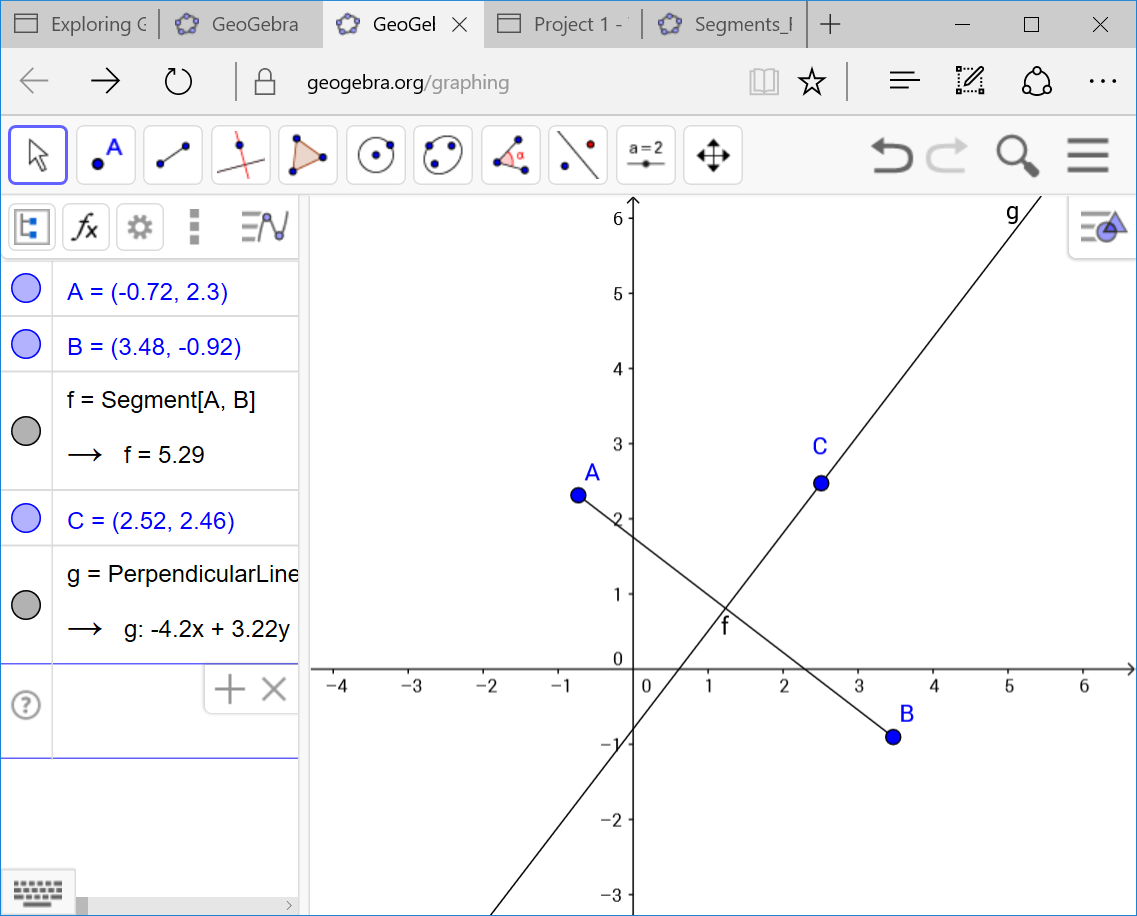 Exploring G
GeoGebra
GeoGel
Project 1 -
Segments_F
geogebra.org/graphing
A
α
a = 2
fx
A = (-0.72, 2.3)
B = (3.48, -0.92)
f = Segment[A, B]
→ f = 5.29
C = (2.52, 2.46)
g = PerpendicularLine
→ g: -4.2x + 3.22y
?
g
6
5
4
3
C
A
2
1
f
0
−4 −3 −2 −1 0 1 2 3 4 5 6
B
−1
−2
−3